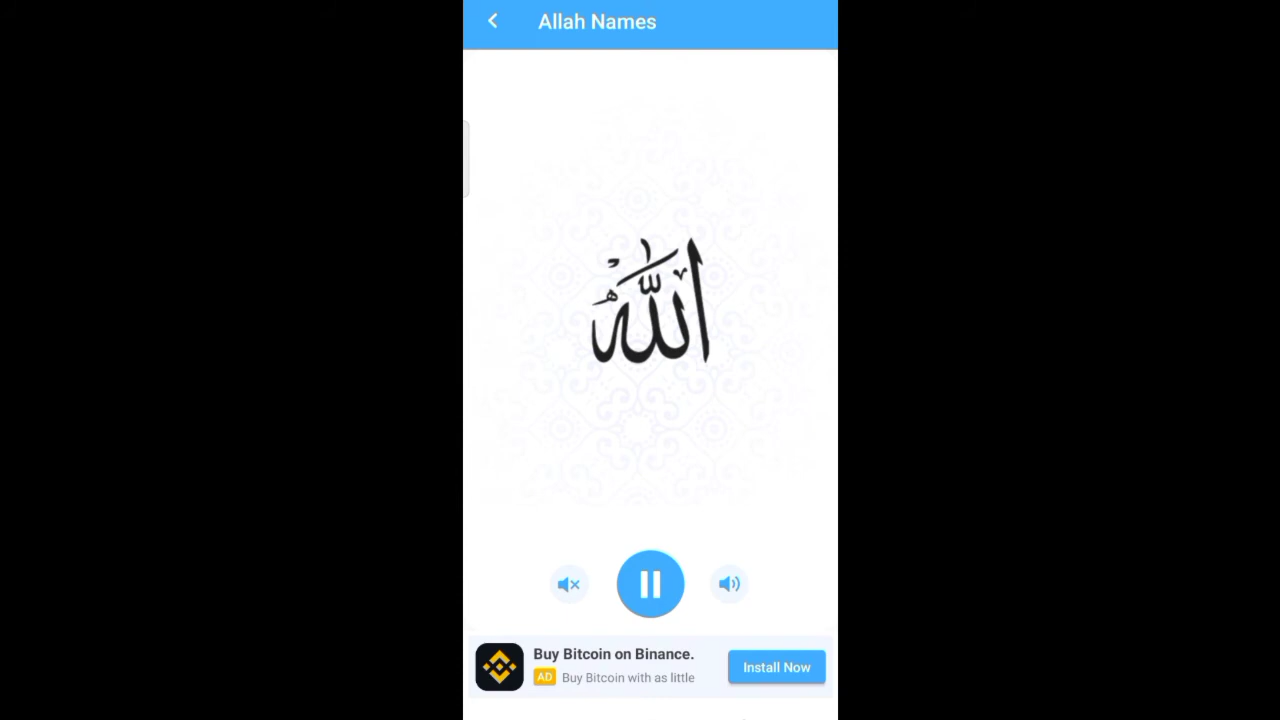 Allah Names
الله
Buy Bitcoin on Binance.
AD Buy Bitcoin with as little
Install Now